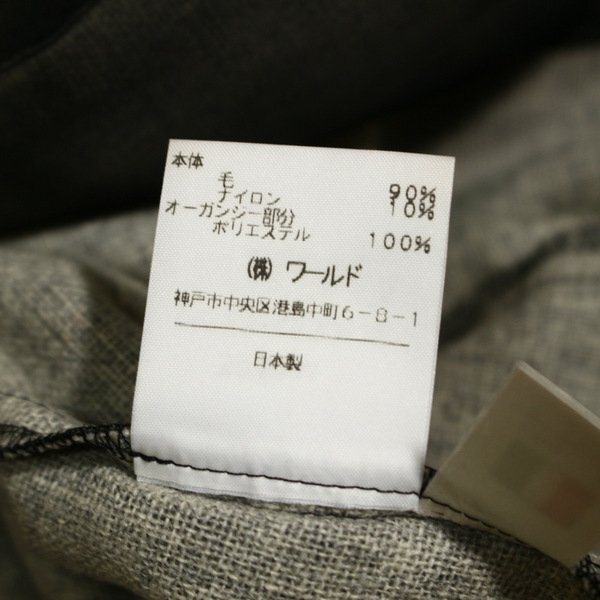 本体
毛 90%
ナイロン 10%
オーガンジー部分
ポリエステル 100%
(株) ワールド
神戸市中央区港島中町6-8-1
日本製